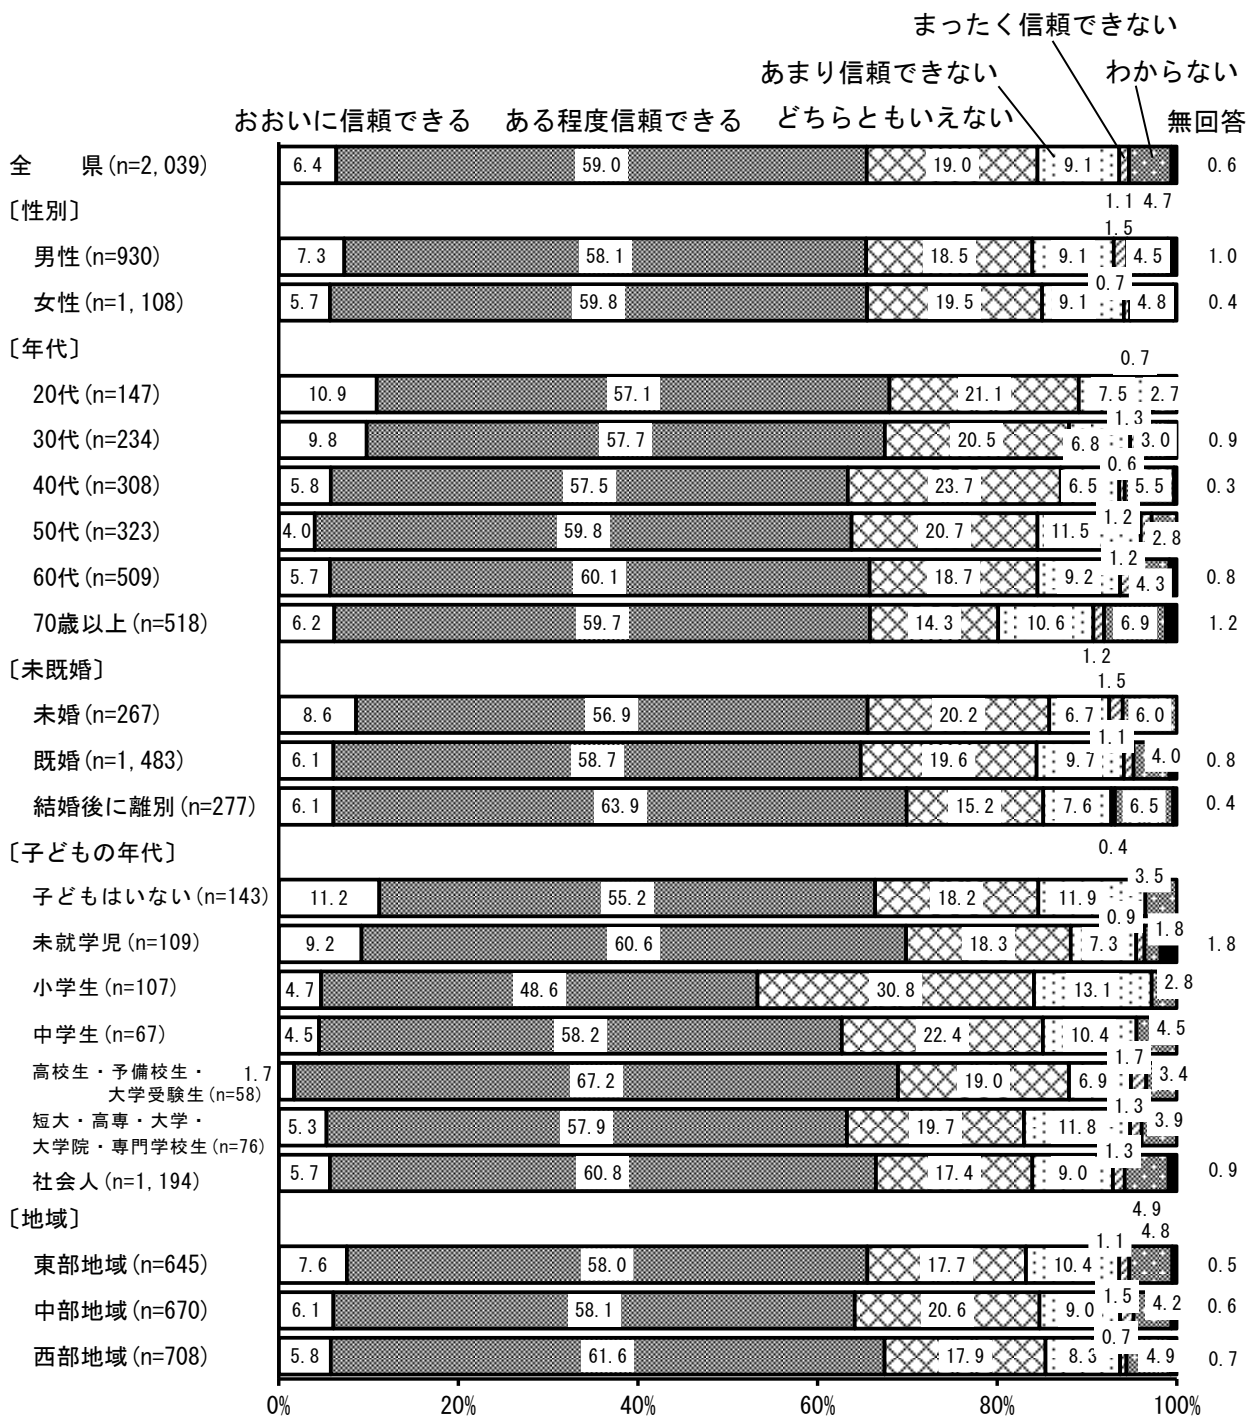 まったく信頼できない
あまり信頼できない わからない
おおいに信頼できる ある程度信頼できる どちらともいえない 無回答
全 県(n=2,039) 6.4 59.0 19.0 9.1 0.6
〔性別〕 1.1 4.7
1.5
男性(n=930) 7.3 58.1 18.5 9.1 4.5 1.0
0.7
女性(n=1,108) 5.7 59.8 19.5 9.1 4.8 0.4
〔年代〕
0.7
20代(n=147) 10.9 57.1 21.1 7.5 2.7
1.3
30代(n=234) 9.8 57.7 20.5 6.8 3.0 0.9
0.6
40代(n=308) 5.8 57.5 23.7 6.5 5.5 0.3
1.2
50代(n=323) 4.0 59.8 20.7 11.5 2.8
1.2
60代(n=509) 5.7 60.1 18.7 9.2 4.3 0.8
70歳以上(n=518) 6.2 59.7 14.3 10.6 6.9 1.2
1.2
〔未既婚〕
1.5
未婚(n=267) 8.6 56.9 20.2 6.7 6.0
1.1
既婚(n=1,483) 6.1 58.7 19.6 9.7 4.0 0.8
結婚後に離別(n=277) 6.1 63.9 15.2 7.6 6.5 0.4
〔子どもの年代〕 0.4
3.5
子どもはいない(n=143) 11.2 55.2 18.2 11.9
0.9
未就学児(n=109) 9.2 60.6 18.3 7.3 1.8 1.8
小学生(n=107) 4.7 48.6 30.8 13.1 2.8
中学生(n=67) 4.5 58.2 22.4 10.4 4.5
1.7
高校生・予備校生・ 1.7
大学受験生(n=58) 67.2 19.0 6.9 3.4
1.3
短大・高専・大学・
大学院・専門学校生(n=76) 5.3 57.9 19.7 11.8 3.9
1.3
社会人(n=1,194) 5.7 60.8 17.4 9.0 0.9
〔地域〕 4.9
1.1 4.8
東部地域(n=645) 7.6 58.0 17.7 10.4 0.5
1.5
中部地域(n=670) 6.1 58.1 20.6 9.0 4.2 0.6
0.7
西部地域(n=708) 5.8 61.6 17.9 8.3 4.9 0.7
0% 20% 40% 60% 80% 100%